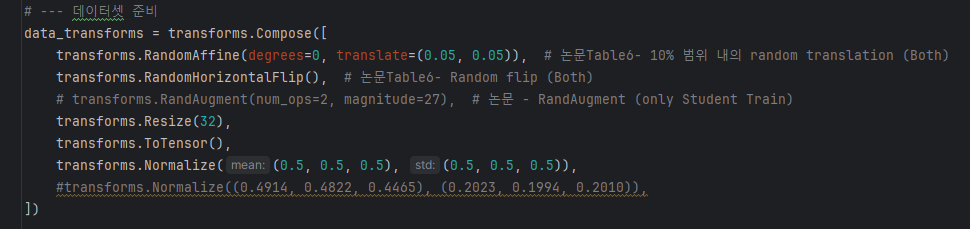 # --- 데이터셋 준비
data_transforms = transforms.Compose([
    transforms.RandomAffine(degrees=0, translate=(0.05, 0.05)),  # 논문Table6- 10% 범위 내의 random translation (Both)
    transforms.RandomHorizontalFlip(),  # 논문Table6- Random flip (Both)
    # transforms.RandAugment(num_ops=2, magnitude=27),  # 논문 - RandAugment (only Student Train)
    transforms.Resize(32),
    transforms.ToTensor(),
    transforms.Normalize( mean: (0.5, 0.5, 0.5), std: (0.5, 0.5, 0.5)),
    #transforms.Normalize((0.4914, 0.4822, 0.4465), (0.2023, 0.1994, 0.2010)),
])